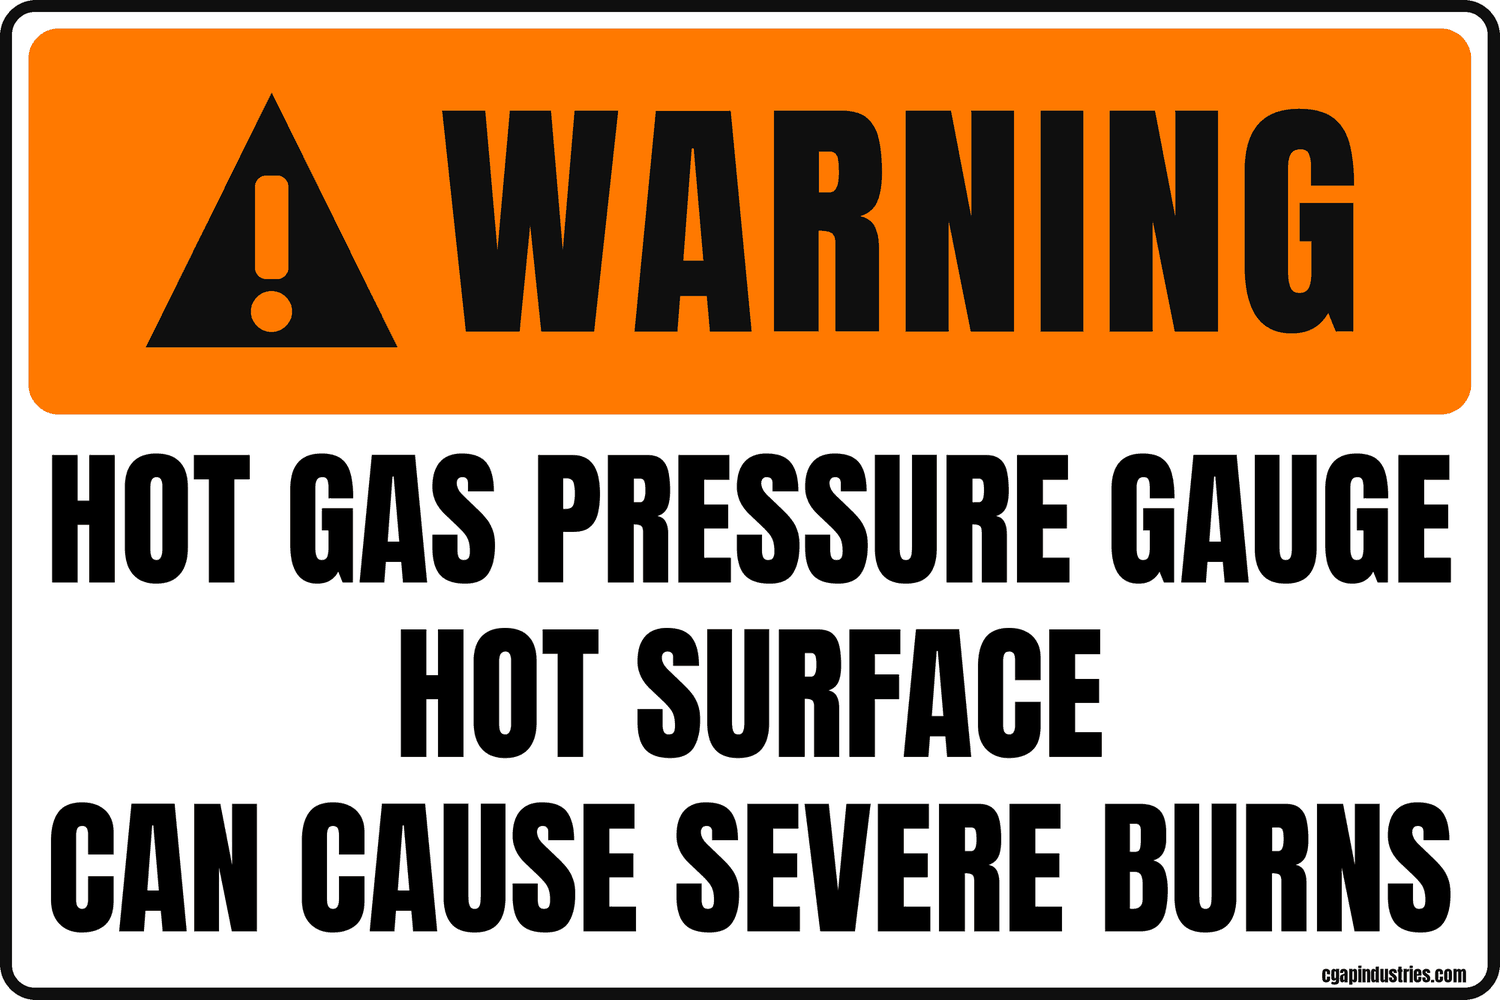 WARNING
HOT GAS PRESSURE GAUGE
HOT SURFACE
CAN CAUSE SEVERE BURNS
cgapindustries.com